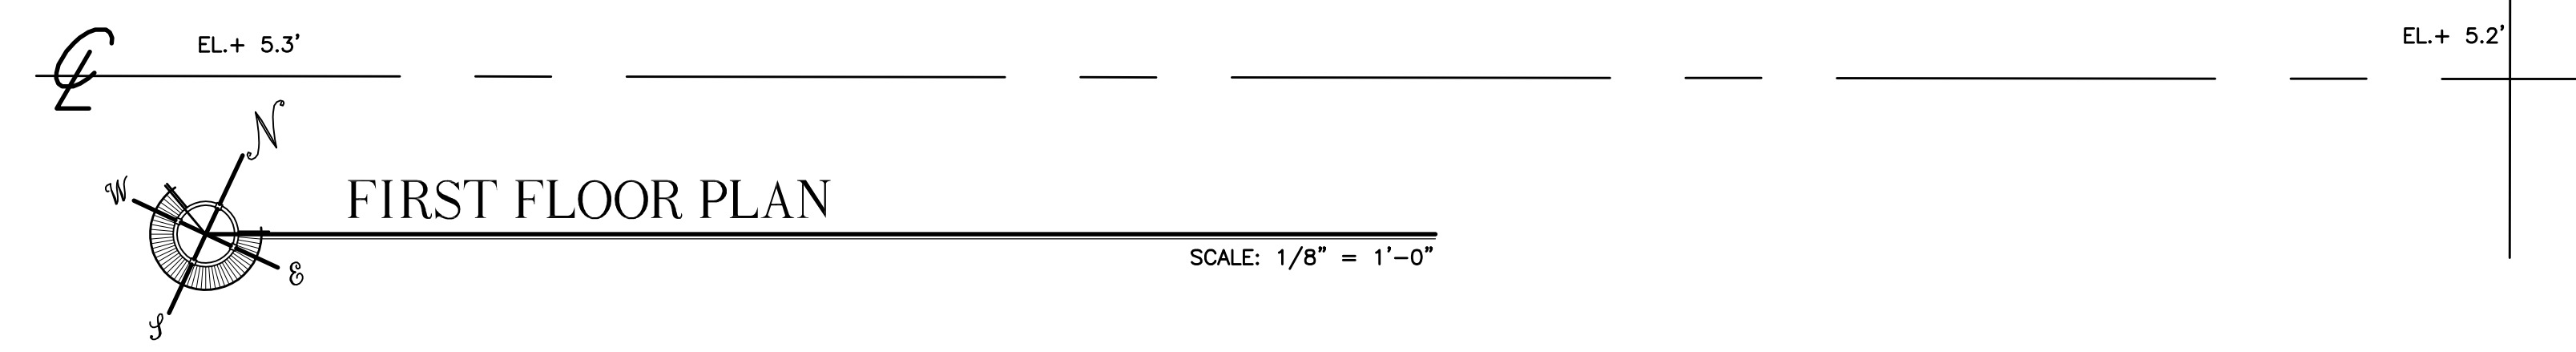 ℄
EL.+ 5.3'
EL.+ 5.2'
N
W
FIRST FLOOR PLAN
SCALE: 1/8" = 1'-0"
E
S